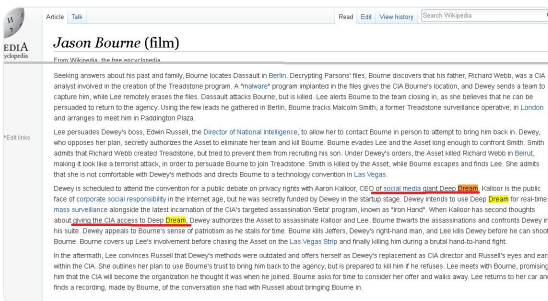 Article Talk Read Edit View history Search Wikipedia
W
EDIA
yclopedia
Jason Bourne (film)
From Wikipedia, the free encyclopedia
Seeking answers about his past and family, Bourne locates Dassault in Berlin. Decrypting Parsons' files, Bourne discovers that his father, Richard Webb, was a CIA
analyst involved in the creation of the Treadstone program. A "malware" program implanted in the files gives the CIA Bourne's location, and Dewey sends a team to
capture him, while Lee remotely erases the files. Dassault attacks Bourne, but is killed. Lee alerts Bourne to the team closing in, as she believes that he can be
persuaded to return to the agency. Using the few leads he gathered in Berlin, Bourne tracks Malcolm Smith, a former Treadstone surveillance operative, in London
and arranges to meet him in Paddington Plaza.
Edit links
Lee persuades Dewey's boss, Edwin Russell, the Director of National Intelligence, to allow her to contact Bourne in person to attempt to bring him back in. Dewey,
who opposes her plan, secretly authorizes the Asset to eliminate her team and kill Bourne. Bourne evades Lee and the Asset long enough to confront Smith. Smith
admits that Richard Webb created Treadstone, but tried to prevent them from recruiting his son. Under Dewey's orders, the Asset killed Richard Webb in Beirut,
making it look like a terrorist attack, in order to persuade Bourne to join Treadstone. Smith is killed by the Asset, while Bourne escapes and finds Lee. She admits
that she is not comfortable with Dewey's methods and directs Bourne to a technology convention in Las Vegas.
Dewey is scheduled to attend the convention for a public debate on privacy rights with Aaron Kalloor, CEO of social media giant Deep Dream. Kalloor is the public
face of corporate social responsibility in the Internet age, but he was secretly funded by Dewey in the startup stage. Dewey intends to use Deep Dream for real-time
mass surveillance alongside the latest incarnation of the CIA's targeted assassination 'Beta' program, known as "Iron Hand". When Kalloor has second thoughts
about giving the CIA access to Deep Dream, Dewey authorizes the Asset to assassinate Kalloor and Lee. Bourne thwarts the assassinations and confronts Dewey in
his suite. Dewey appeals to Bourne's sense of patriotism as he stalls for time. Bourne kills Jeffers, Dewey's right-hand man, and Lee kills Dewey before he can shoot
Bourne. Bourne covers up Lee's involvement before chasing the Asset on the Las Vegas Strip and finally killing him during a brutal hand-to-hand fight.
In the aftermath, Lee convinces Russell that Dewey's methods were outdated and offers herself as Dewey's replacement as CIA director and Russell's eyes and ears
within the CIA. She outlines her plan to use Bourne's trust to bring him back to the agency, but is prepared to kill him if he refuses. Lee meets with Bourne, promising
him that the CIA will become the organization he thought it was when he joined. Bourne asks for time to consider her offer and walks away. Lee returns to her car and
finds a recording, made by Bourne, of the conversation she had with Russell about bringing Bourne in.